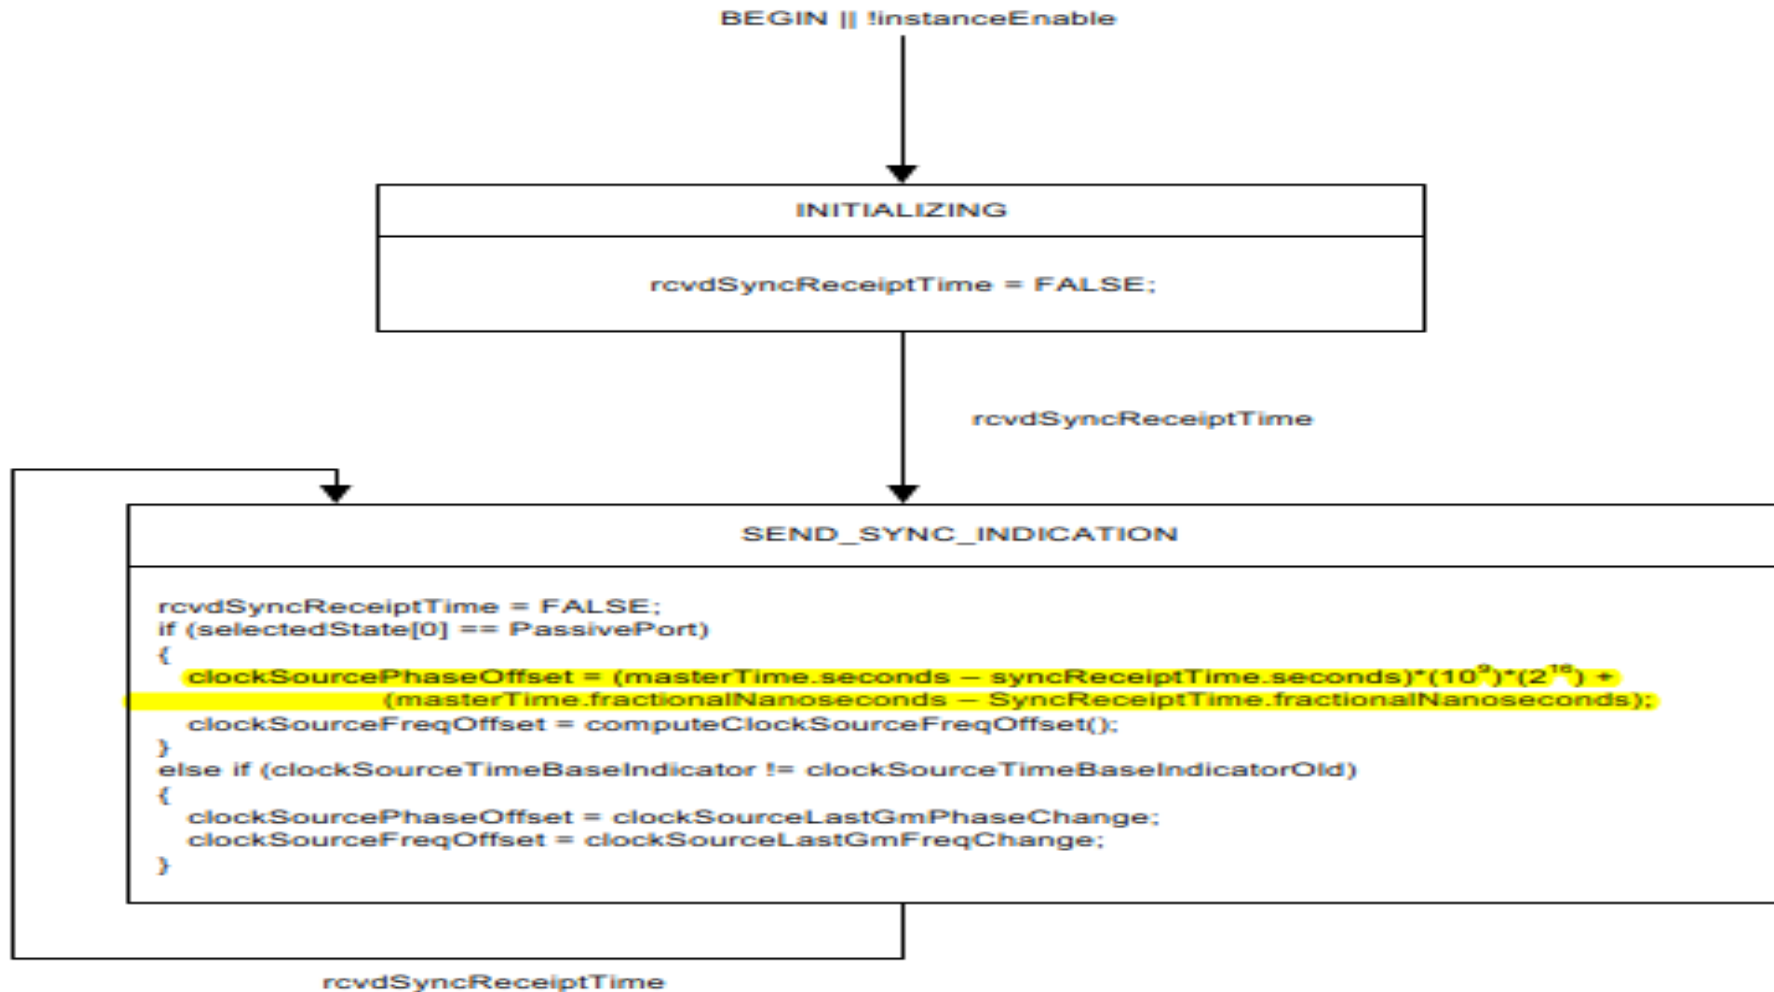 BEGIN || !instanceEnable
INITIALIZING
rcvdSyncReceiptTime = FALSE;
rcvdSyncReceiptTime
SEND_SYNC_INDICATION
rcvdSyncReceiptTime = FALSE;
if (selectedState[0] == PassivePort)
{
clockSourcePhaseOffset = (masterTime.seconds – syncReceiptTime.seconds)*(10⁹)*(2¹⁶) +
(masterTime.fractionalNanoseconds – SyncReceiptTime.fractionalNanoseconds);
clockSourceFreqOffset = computeClockSourceFreqOffset();
}
else if (clockSourceTimeBaseIndicator != clockSourceTimeBaseIndicatorOld)
{
clockSourcePhaseOffset = clockSourceLastGmPhaseChange;
clockSourceFreqOffset = clockSourceLastGmFreqChange;
}
rcvdSyncReceiptTime